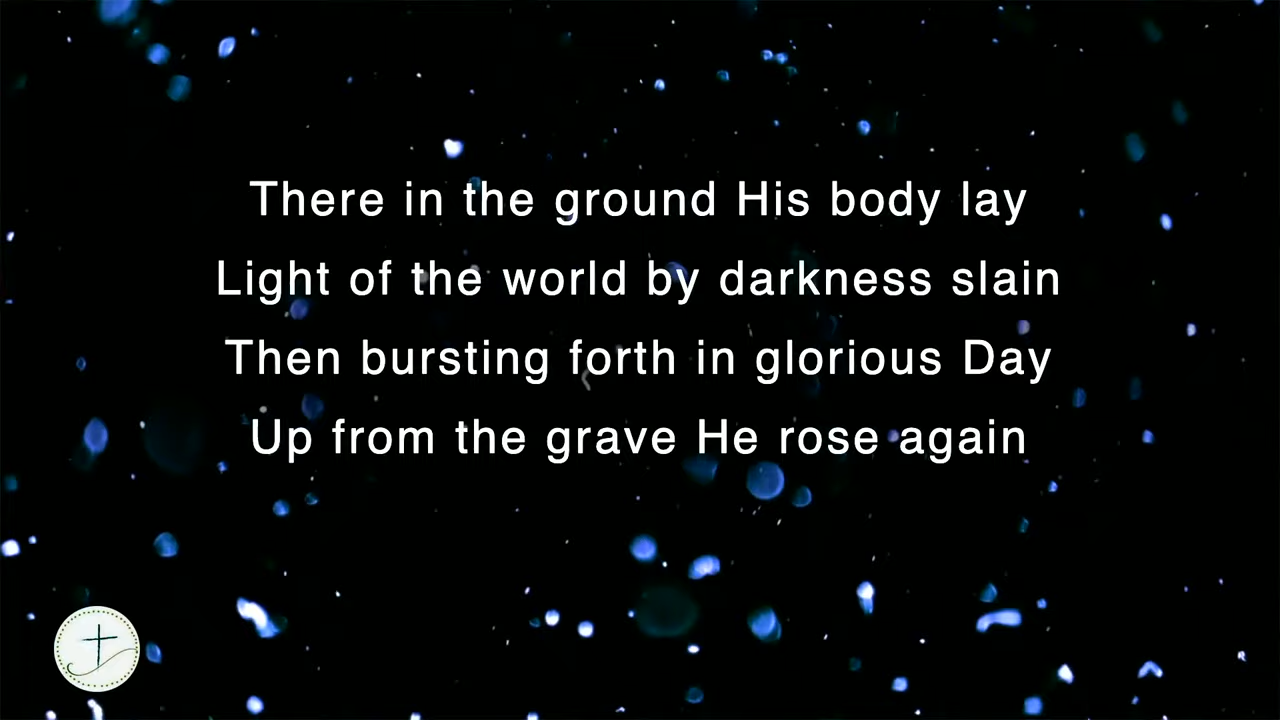 There in the ground His body lay
Light of the world by darkness slain
Then bursting forth in glorious Day
Up from the grave He rose again